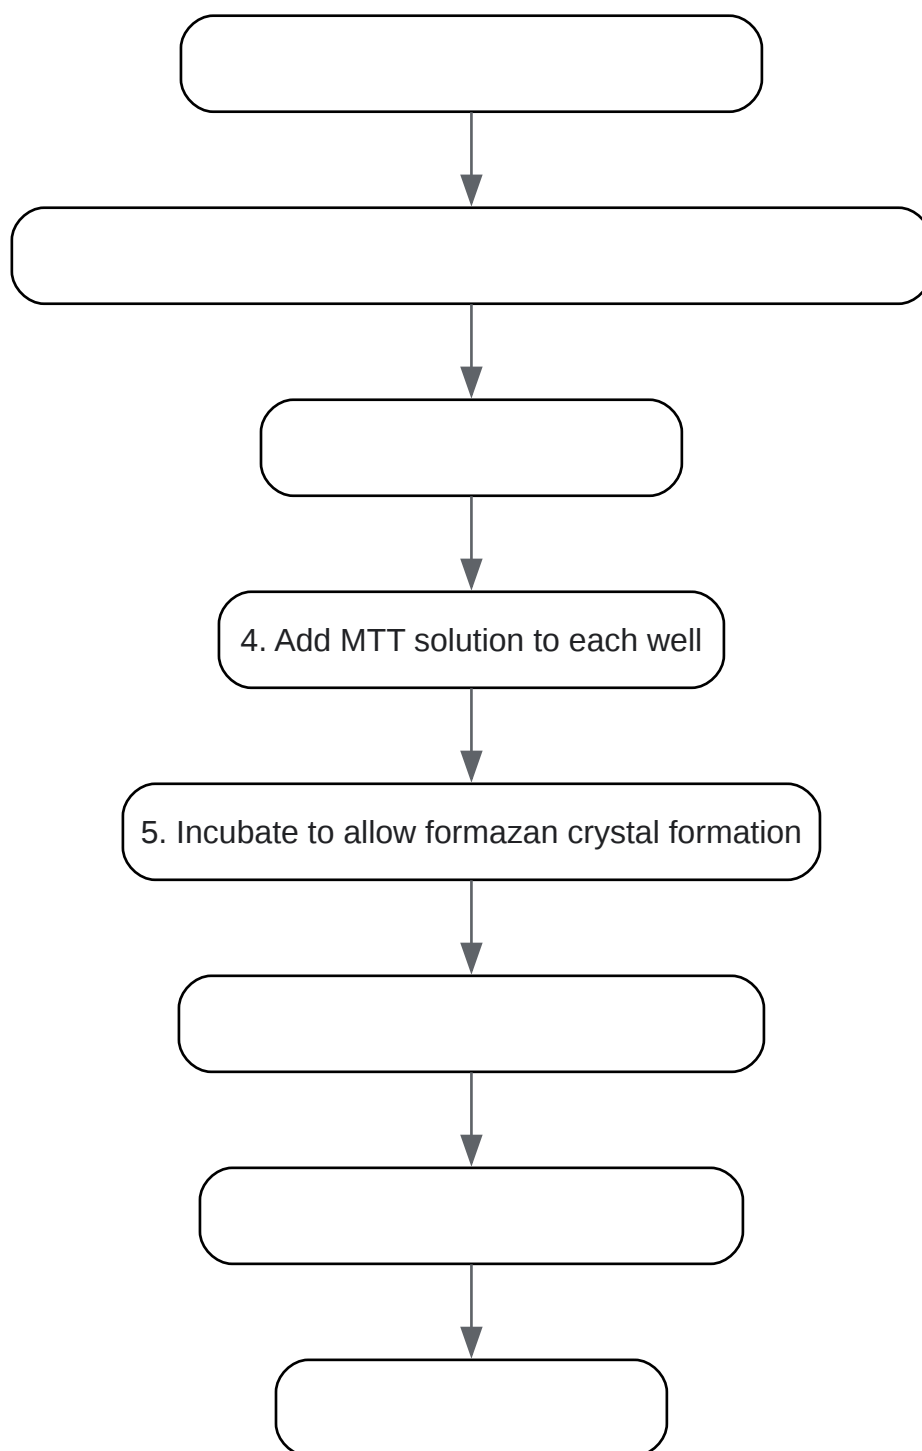 4. Add MTT solution to each well
5. Incubate to allow formazan crystal formation